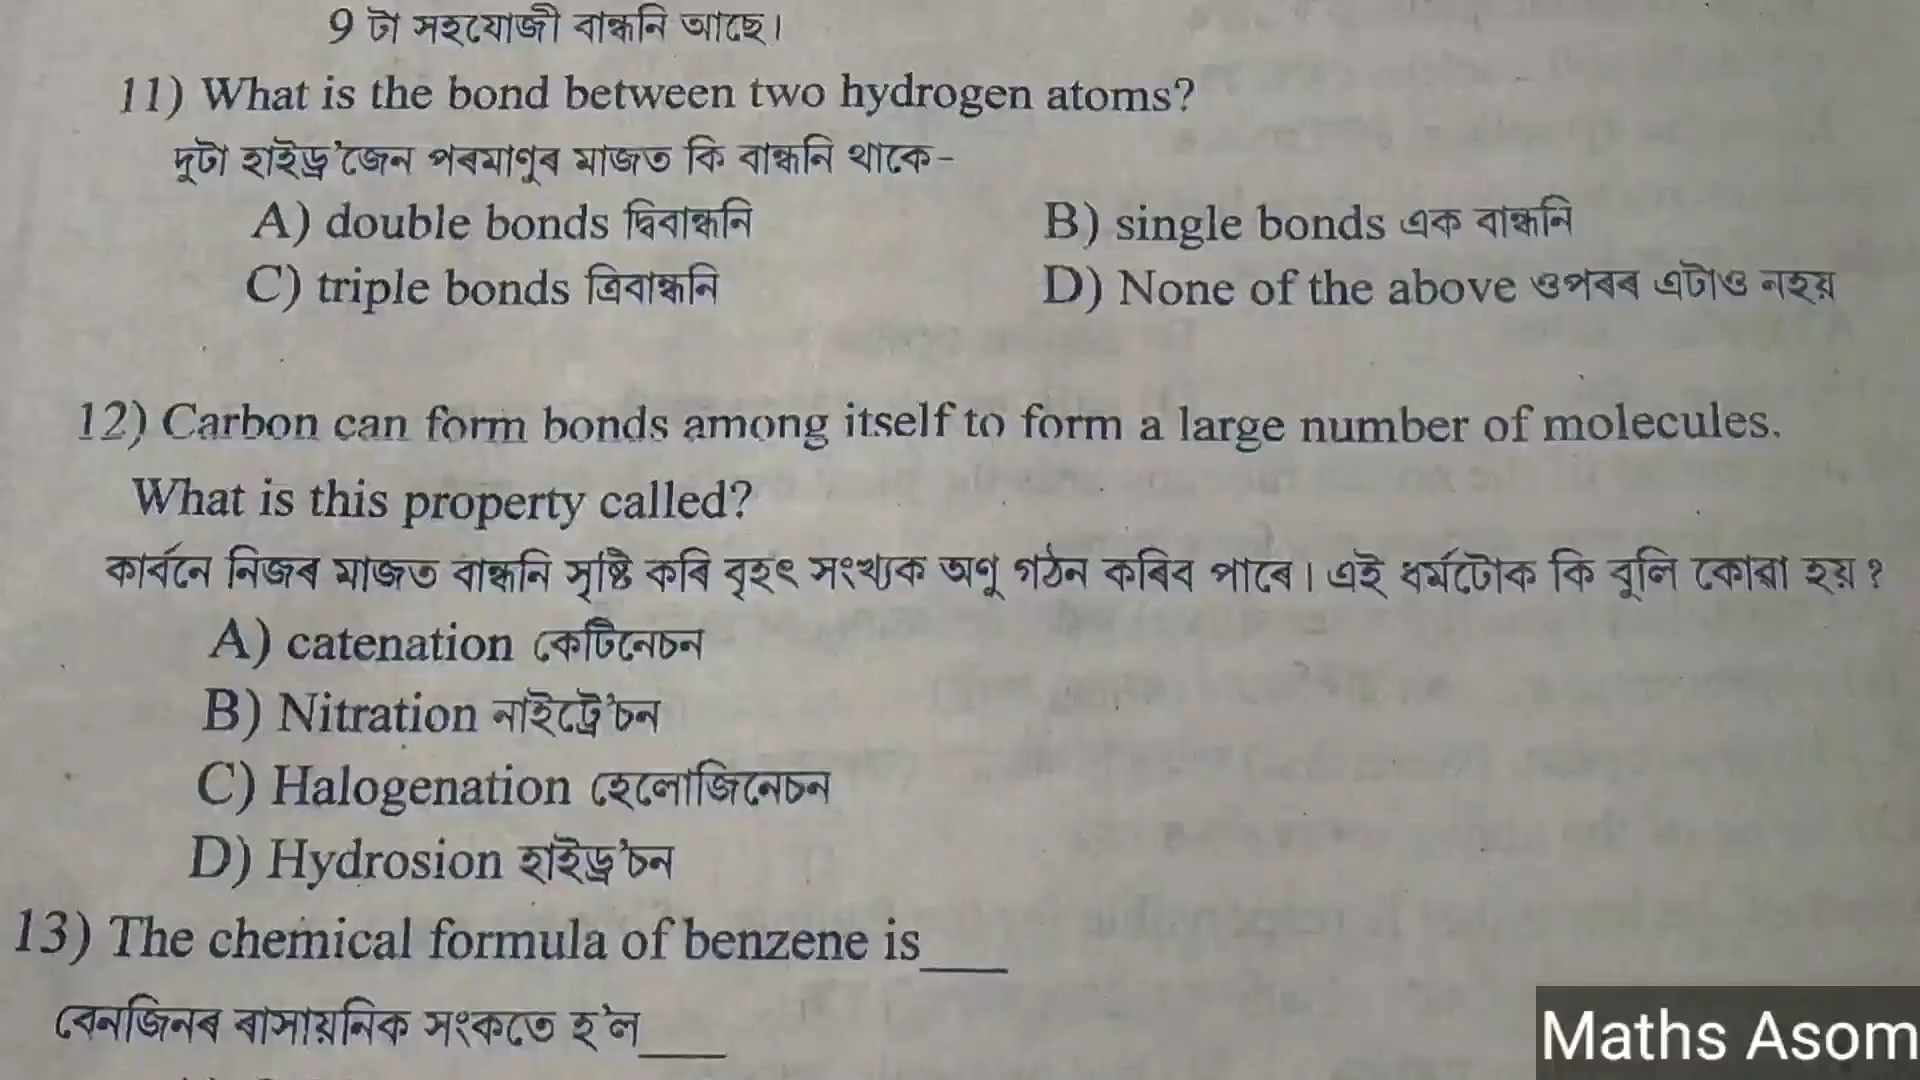 9 টা সহযোজী বান্ধনি আছে।
11) What is the bond between two hydrogen atoms?
দুটা হাইড্ৰ'জেন পৰমাণুৰ মাজত কি বান্ধনি থাকে-
A) double bonds দ্বিবান্ধনি B) single bonds এক বান্ধনি
C) triple bonds ত্ৰিবান্ধনি D) None of the above ওপৰৰ এটাও নহয়
12) Carbon can form bonds among itself to form a large number of molecules.
What is this property called?
কাৰ্বনে নিজৰ মাজত বান্ধনি সৃষ্টি কৰি বৃহৎ সংখ্যক অণু গঠন কৰিব পাৰে। এই ধৰ্মটোক কি বুলি কোৱা হয় ?
A) catenation কেটিনেচন
B) Nitration নাইট্ৰে'চন
C) Halogenation হেলোজিনেচন
D) Hydrosion হাইড্ৰ'চন
13) The chemical formula of benzene is____
বেনজিনৰ ৰাসায়নিক সংকতে হ'ল____
Maths Asom